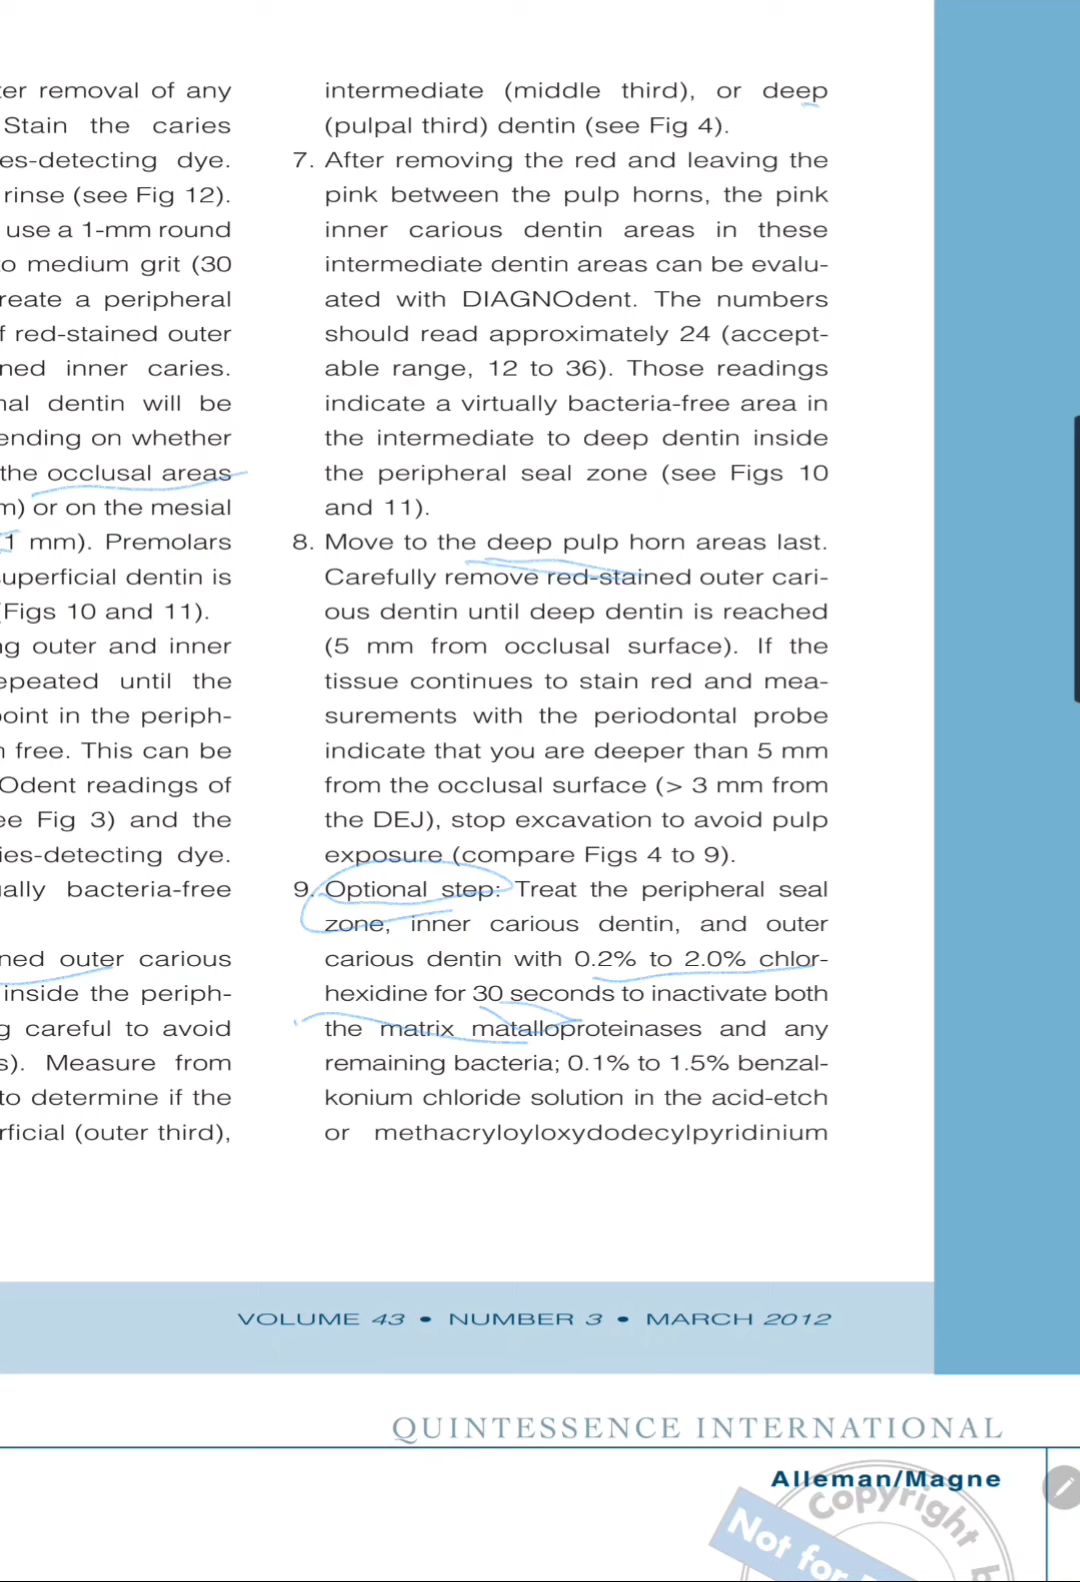 er removal of any
Stain the caries
es-detecting dye.
rinse (see Fig 12).
use a 1-mm round
o medium grit (30
reate a peripheral
f red-stained outer
ned inner caries.
nal dentin will be
ending on whether
the occlusal areas
m) or on the mesial
1 mm). Premolars
uperficial dentin is
(Figs 10 and 11).
g outer and inner
epeated until the
point in the periph-
free. This can be
Odent readings of
ee Fig 3) and the
ies-detecting dye.
ally bacteria-free
ned outer carious
inside the periph-
g careful to avoid
s). Measure from
to determine if the
rficial (outer third),
intermediate (middle third), or deep
(pulpal third) dentin (see Fig 4).
7. After removing the red and leaving the
pink between the pulp horns, the pink
inner carious dentin areas in these
intermediate dentin areas can be evalu-
ated with DIAGNOdent. The numbers
should read approximately 24 (accept-
able range, 12 to 36). Those readings
indicate a virtually bacteria-free area in
the intermediate to deep dentin inside
the peripheral seal zone (see Figs 10
and 11).
8. Move to the deep pulp horn areas last.
Carefully remove red-stained outer cari-
ous dentin until deep dentin is reached
(5 mm from occlusal surface). If the
tissue continues to stain red and mea-
surements with the periodontal probe
indicate that you are deeper than 5 mm
from the occlusal surface (> 3 mm from
the DEJ), stop excavation to avoid pulp
exposure (compare Figs 4 to 9).
9. Optional step: Treat the peripheral seal
zone, inner carious dentin, and outer
carious dentin with 0.2% to 2.0% chlor-
hexidine for 30 seconds to inactivate both
the matrix matalloproteinases and any
remaining bacteria; 0.1% to 1.5% benzal-
konium chloride solution in the acid-etch
or methacryloyloxydodecylpyridinium
VOLUME 43 • NUMBER 3 • MARCH 2012
QUINTESSENCE INTERNATIONAL
Alleman/Magne
Copyright b
Not for